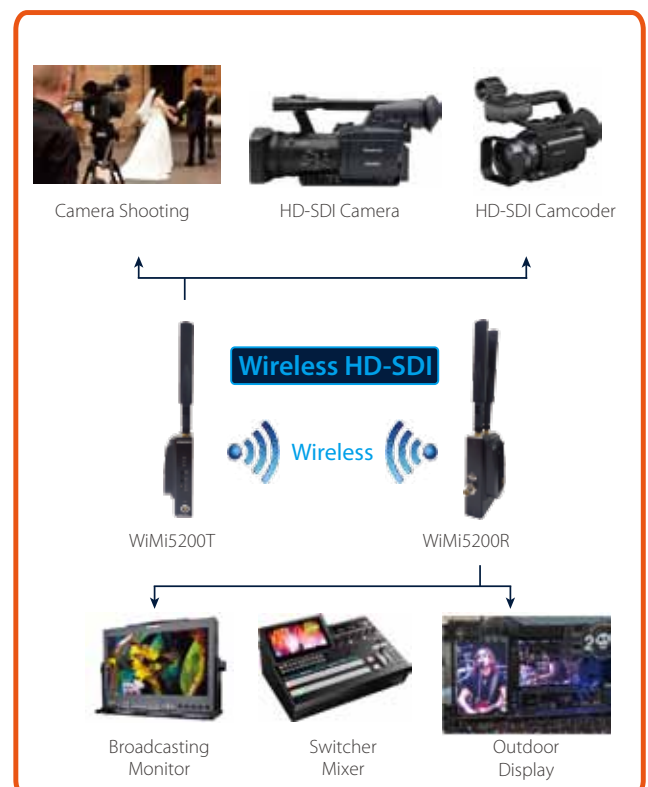 Camera Shooting
HD-SDI Camera
HD-SDI Camcoder
Wireless HD-SDI
Wireless
WiMi5200T
WiMi5200R
Broadcasting
Monitor
Switcher
Mixer
Outdoor
Display